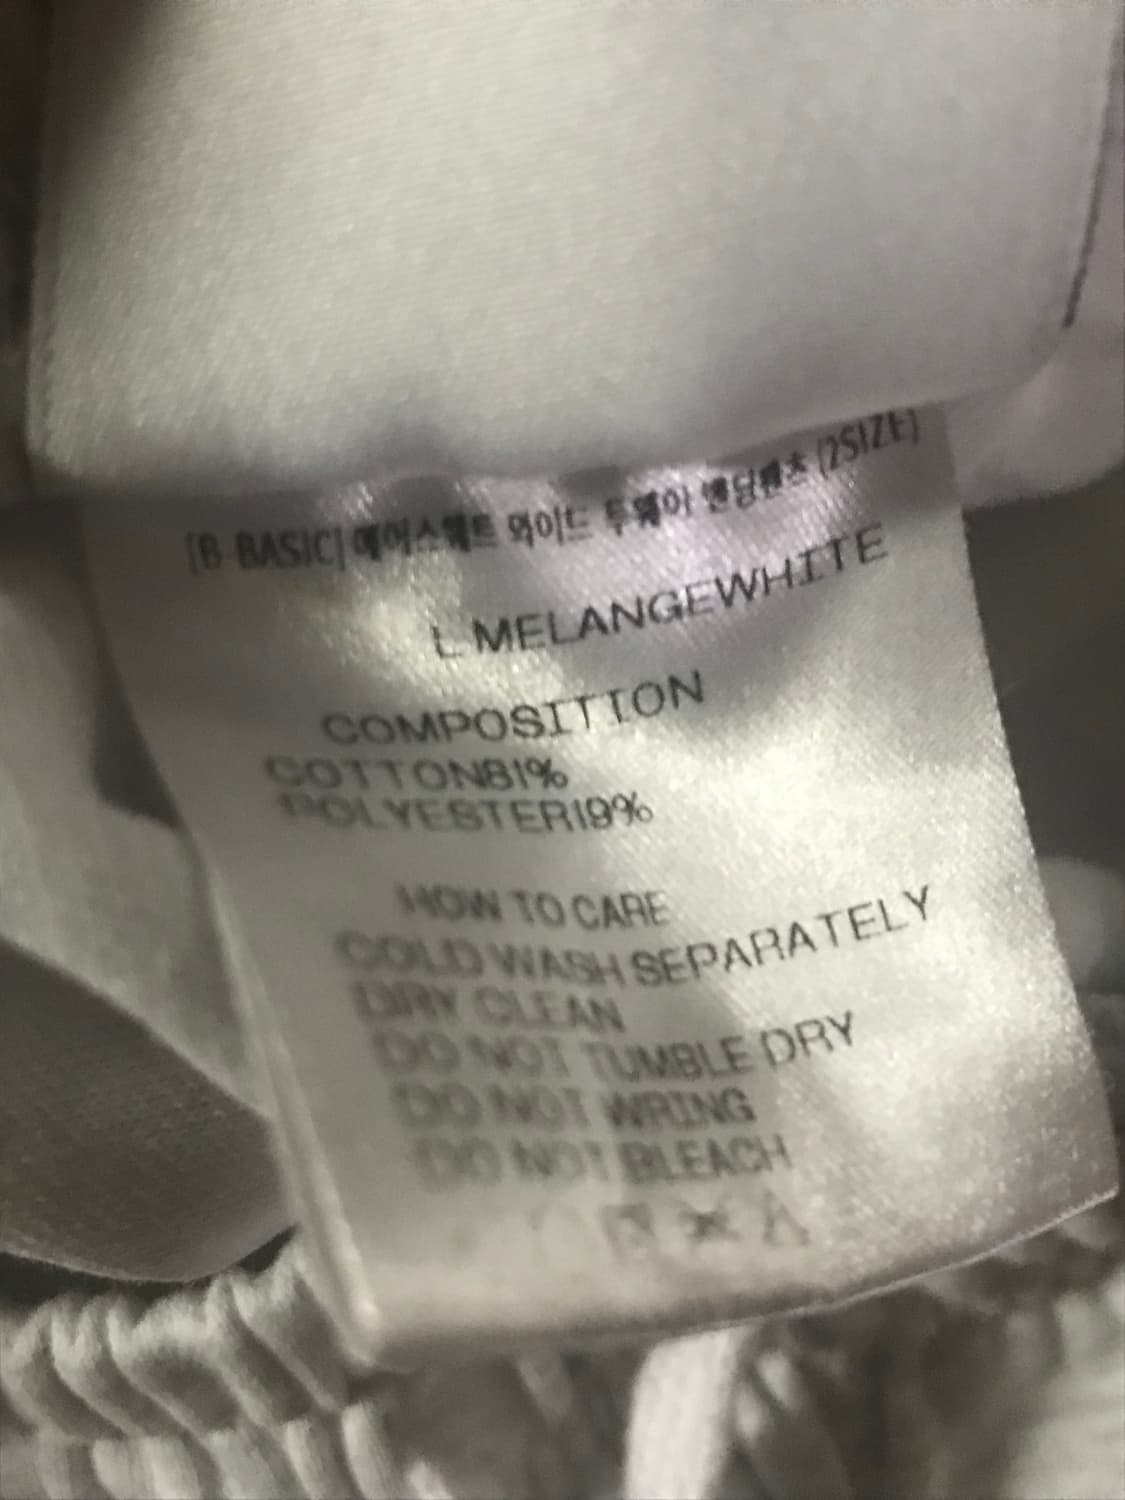 [B-BASIC] 에어스웨트 와이드 투웨이 밴딩팬츠 (2SIZE)
L MELANGEWHITE
COMPOSITION
COTTON81%
POLYESTER19%
HOW TO CARE
COLD WASH SEPARATELY
DRY CLEAN
DO NOT TUMBLE DRY
DO NOT WRING
DO NOT BLEACH